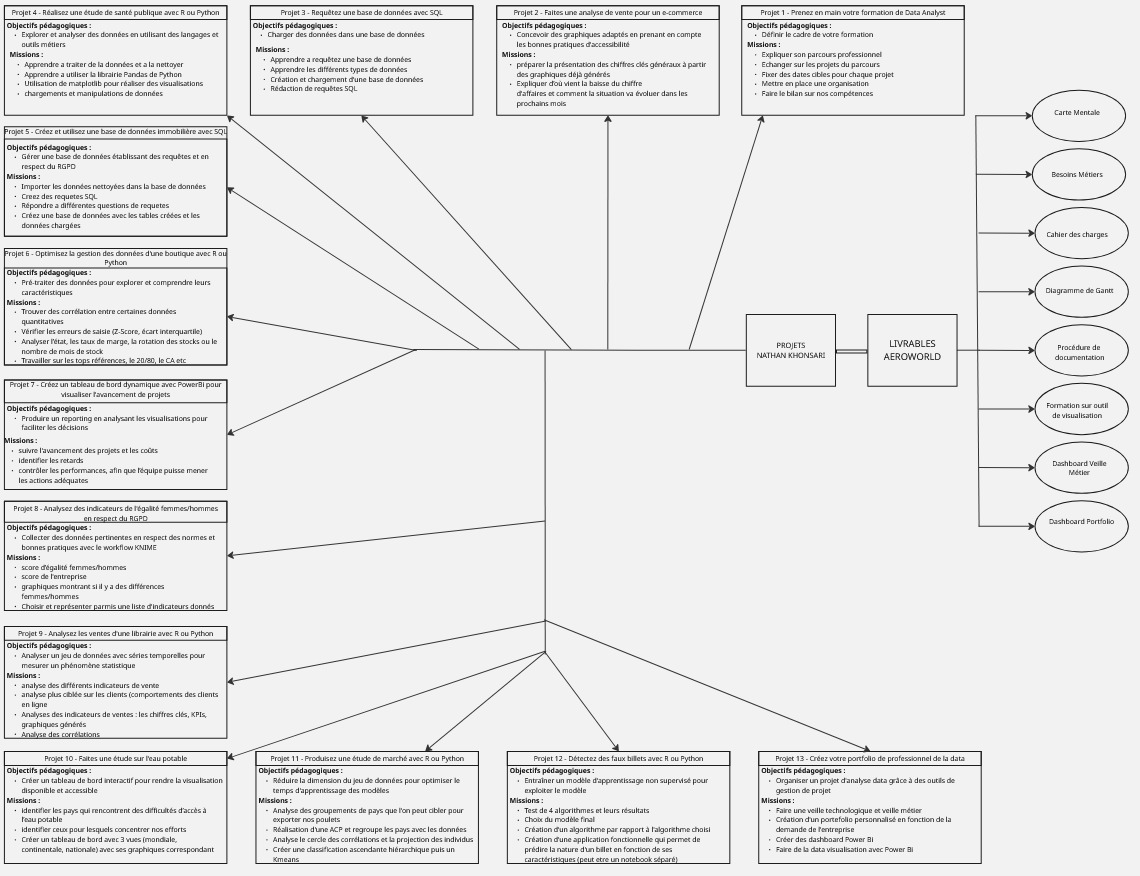 Projet 4 - Réalisez une étude de santé publique avec R ou Python
Objectifs pédagogiques :
· Explorer et analyser des données en utilisant des langages et
outils métiers
Missions :
· Apprendre a traiter de la données et a la nettoyer
· Apprendre a utiliser la librairie Pandas de Python
· Utilisation de matplotlib pour réaliser des visualisations
· chargements et manipulations de données
Projet 3 - Requêtez une base de données avec SQL
Objectifs pédagogiques :
· Charger des données dans une base de données
Missions :
· Apprendre a requêtez une base de données
· Apprendre les différents types de données
· Création et chargement d'une base de données
· Rédaction de requêtes SQL
Projet 2 - Faites une analyse de vente pour un e-commerce
Objectifs pédagogiques :
· Concevoir des graphiques adaptés en prenant en compte
les bonnes pratiques d'accessibilité
Missions :
· préparer la présentation des chiffres clés généraux à partir
des graphiques déjà générés
· Expliquer d'où vient la baisse du chiffre
d'affaires et comment la situation va évoluer dans les
prochains mois
Projet 1 - Prenez en main votre formation de Data Analyst
Objectifs pédagogiques :
· Définir le cadre de votre formation
Missions :
· Expliquer son parcours professionnel
· Echanger sur les projets du parcours
· Fixer des dates cibles pour chaque projet
· Mettre en place une organisation
· Faire le bilan sur nos compétences
Projet 5 - Créez et utilisez une base de données immobilière avec SQL
Objectifs pédagogiques :
· Gérer une base de données établissant des requêtes et en
respect du RGPD
Missions :
· Importer les données nettoyées dans la base de données
· Creez des requetes SQL
· Répondre a différentes questions de requetes
· Créez une base de données avec les tables créées et les
données chargées
Projet 6 - Optimisez la gestion des données d'une boutique avec R ou
Python
Objectifs pédagogiques :
· Pré-traiter des données pour explorer et comprendre leurs
caractéristiques
Missions :
· Trouver des corrélation entre certaines données
quantitatives
· Vérifier les erreurs de saisie (Z-Score, écart interquartile)
· Analyser l'état, les taux de marge, la rotation des stocks ou le
nombre de mois de stock
· Travailler sur les tops références, le 20/80, le CA etc
Projet 7 - Créez un tableau de bord dynamique avec PowerBi pour
visualiser l'avancement de projets
Objectifs pédagogiques :
· Produire un reporting en analysant les visualisations pour
faciliter les décisions
Missions :
· suivre l'avancement des projets et les coûts
· identifier les retards
· contrôler les performances, afin que l'équipe puisse mener
les actions adéquates
Projet 8 - Analysez des indicateurs de l'égalité femmes/hommes
en respect du RGPD
Objectifs pédagogiques :
· Collecter des données pertinentes en respect des normes et
bonnes pratiques avec le workflow KNIME
Missions :
· score d'égalité femmes/hommes
· score de l'entreprise
· graphiques montrant si il y a des différences
femmes/hommes
· Choisir et représenter parmis une liste d'indicateurs donnés
Projet 9 - Analysez les ventes d'une librairie avec R ou Python
Objectifs pédagogiques :
· Analyser un jeu de données avec séries temporelles pour
mesurer un phénomène statistique
Missions :
· analyse des différents indicateurs de vente
· analyse plus ciblée sur les clients (comportements des clients
en ligne
· Analyses des indicateurs de ventes : les chiffres clés, KPIs,
graphiques générés
· Analyse des corrélations
Projet 10 - Faites une étude sur l'eau potable
Objectifs pédagogiques :
· Créer un tableau de bord interactif pour rendre la visualisation
disponible et accessible
Missions :
· identifier les pays qui rencontrent des difficultés d'accès à
l'eau potable
· identifier ceux pour lesquels concentrer nos efforts
· Créer un tableau de bord avec 3 vues (mondiale,
continentale, nationale) avec ses graphiques correspondant
Projet 11 - Produisez une étude de marché avec R ou Python
Objectifs pédagogiques :
· Réduire la dimension du jeu de données pour optimiser le
temps d'apprentissage des modèles
Missions :
· Analyse des groupements de pays que l'on peut cibler pour
exporter nos poulets
· Réalisation d'une ACP et regroupe les pays avec les données
· Analyse le cercle des corrélations et la projection des individus
· Créer une classification ascendante hiérarchique puis un
Kmeans
Projet 12 - Détectez des faux billets avec R ou Python
Objectifs pédagogiques :
· Entraîner un modèle d'apprentissage non supervisé pour
exploiter le modèle
Missions :
· Test de 4 algorithmes et leurs résultats
· Choix du modèle final
· Création d'un algorithme par rapport à l'algorithme choisi
· Création d'une application fonctionnelle qui permet de
prédire la nature d'un billet en fonction de ses
caractéristiques (peut etre un notebook séparé)
Projet 13 - Créez votre portfolio de professionnel de la data
Objectifs pédagogiques :
· Organiser un projet d'analyse data grâce à des outils de
gestion de projet
Missions :
· Faire une veille technologique et veille métier
· Création d'un portefolio personnalisé en fonction de la
demande de l'entreprise
· Créer des dashboard Power Bi
· Faire de la data visualisation avec Power Bi
PROJETS
NATHAN KHONSARI
LIVRABLES
AEROWORLD
Carte Mentale
Besoins Métiers
Cahier des charges
Diagramme de Gantt
Procédure de
documentation
Formation sur outil
de visualisation
Dashboard Veille
Métier
Dashboard Portfolio